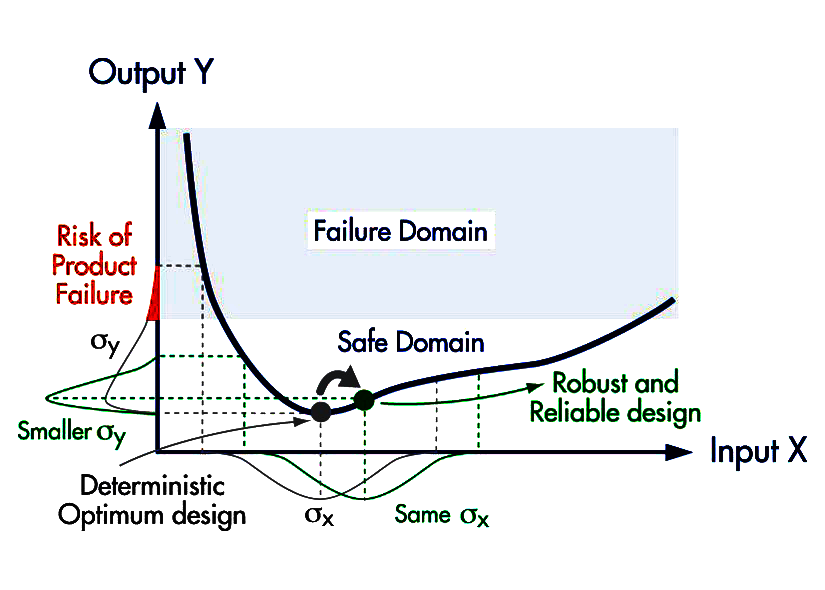 Output Y
Failure Domain
Risk of
Product
Failure
σy
Safe Domain
Robust and
Reliable design
Smaller σy
Input X
Deterministic
Optimum design
σx
Same σx